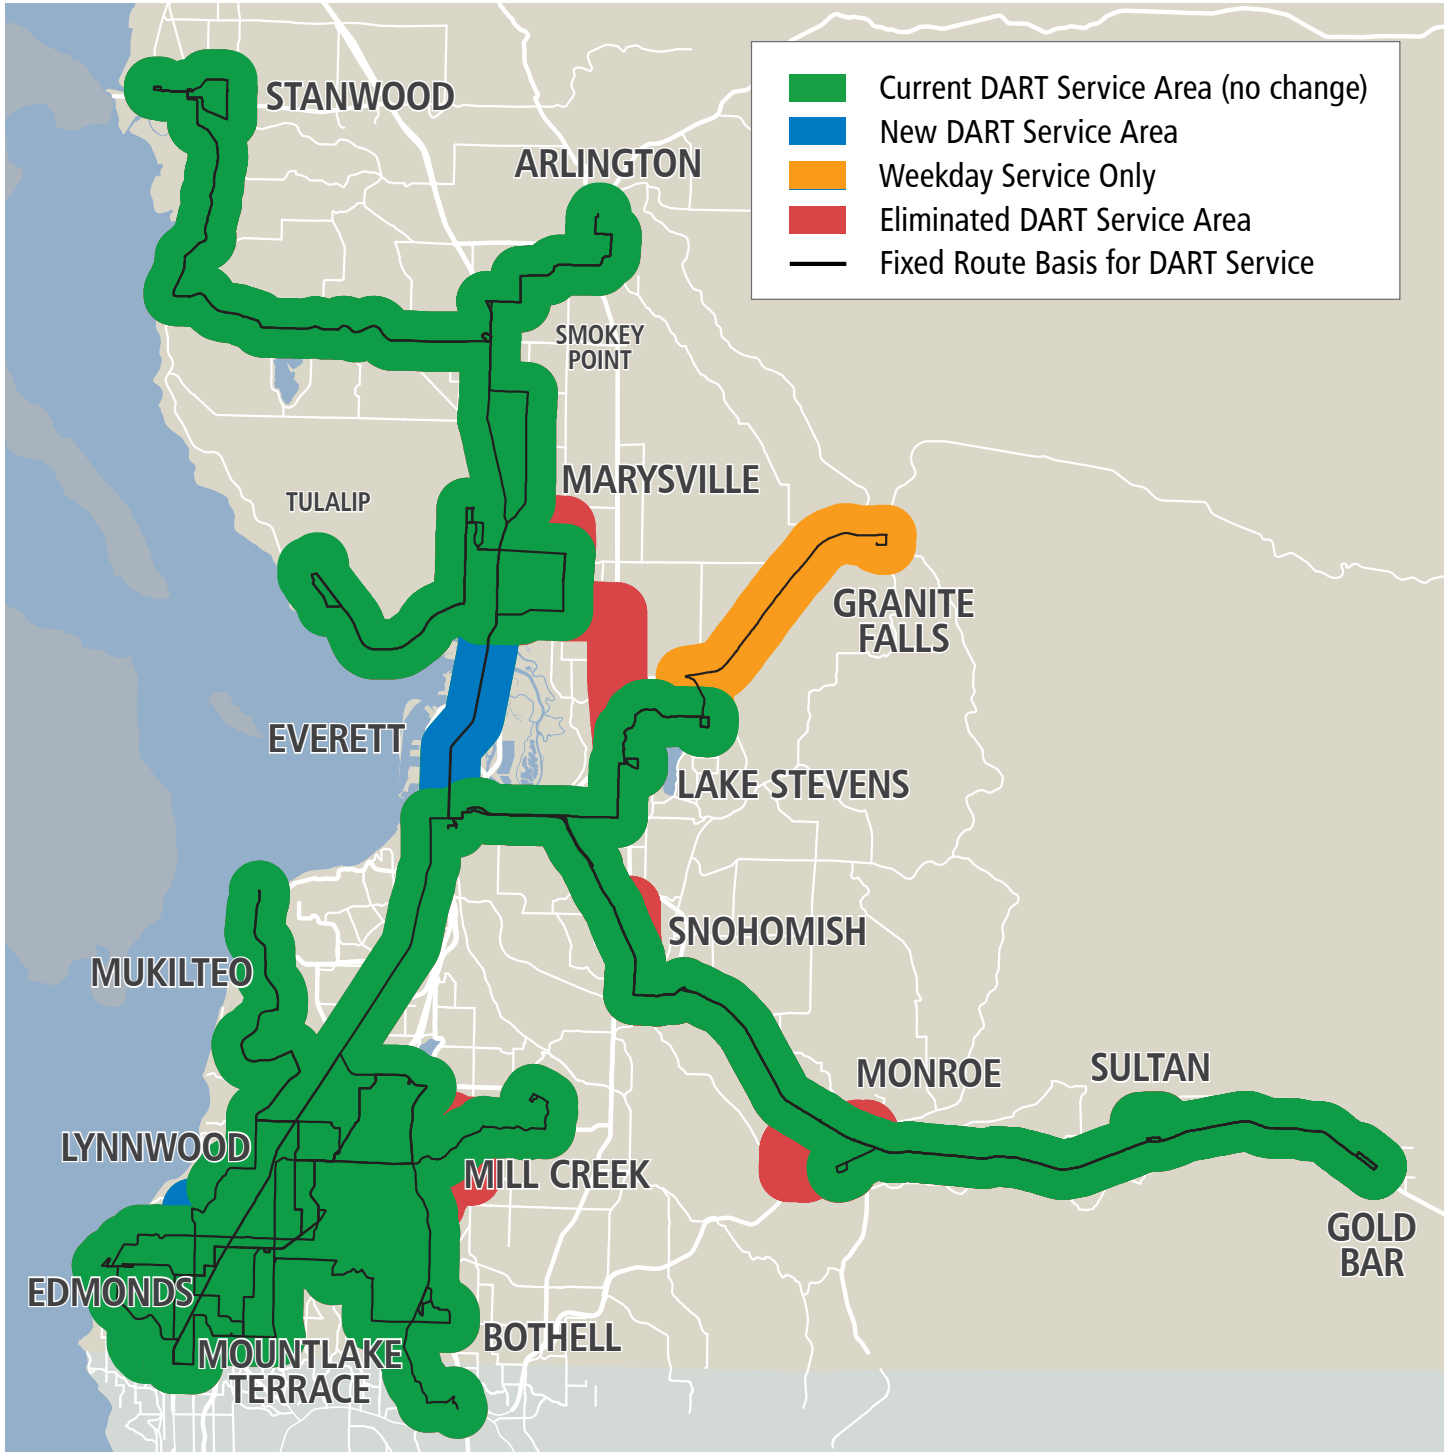 STANWOOD
ARLINGTON
Current DART Service Area (no change)
New DART Service Area
Weekday Service Only
Eliminated DART Service Area
Fixed Route Basis for DART Service
SMOKEY
POINT
MARYSVILLE
TULALIP
GRANITE
FALLS
EVERETT
LAKE STEVENS
SNOHOMISH
MUKILTEO
MONROE
SULTAN
LYNNWOOD
MILL CREEK
GOLD
BAR
EDMONDS
BOTHELL
MOUNTLAKE
TERRACE